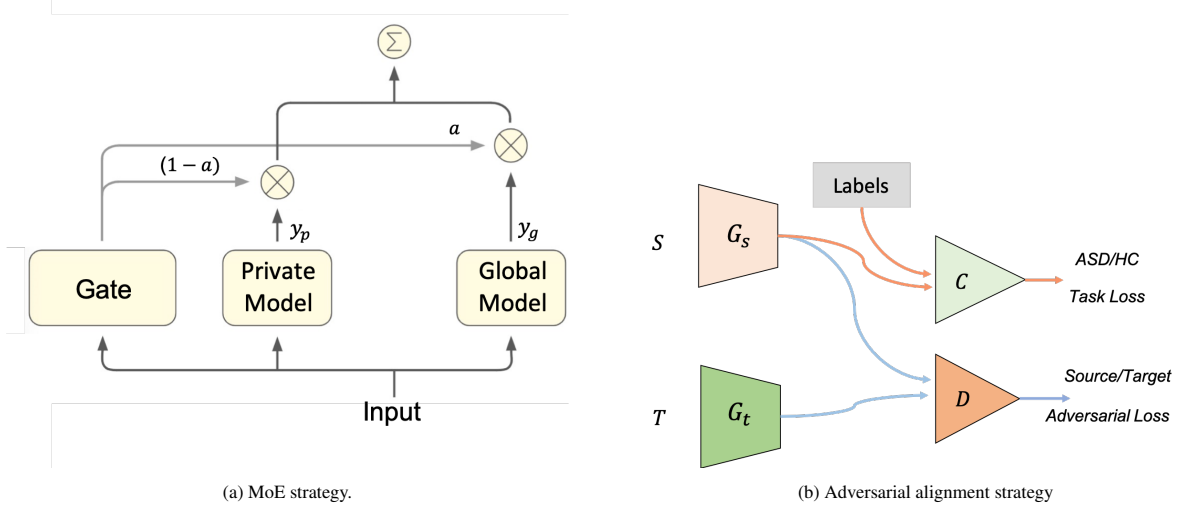 Σ
a
(1 − a)
y_p
y_g
Gate
Private
Model
Global
Model
Input
(a) MoE strategy.
Labels
S
G_s
C
ASD/HC
Task Loss
T
G_t
D
Source/Target
Adversarial Loss
(b) Adversarial alignment strategy